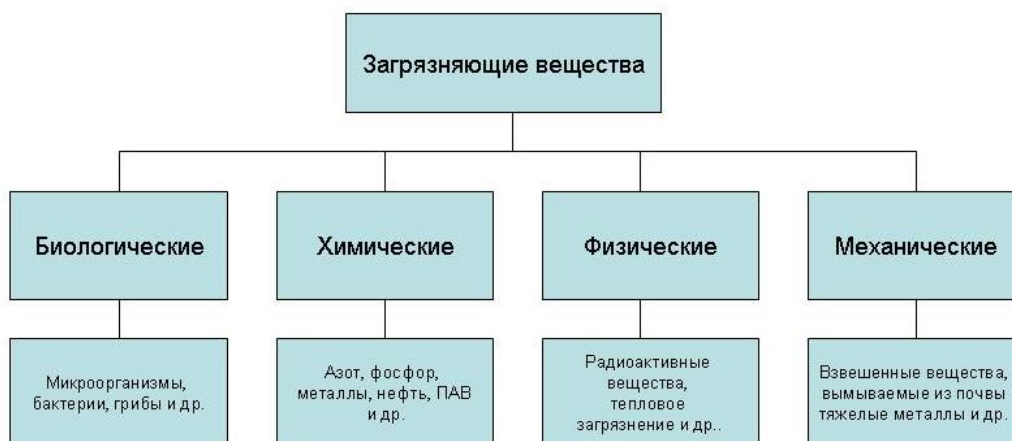 Загрязняющие вещества
Биологические
Химические
Физические
Механические
Микроорганизмы,
бактерии, грибы и др.
Азот, фосфор,
металлы, нефть, ПАВ
и др.
Радиоактивные
вещества,
тепловое
загрязнение и др..
Взвешенные вещества,
вымываемые из почвы
тяжелые металлы и др.